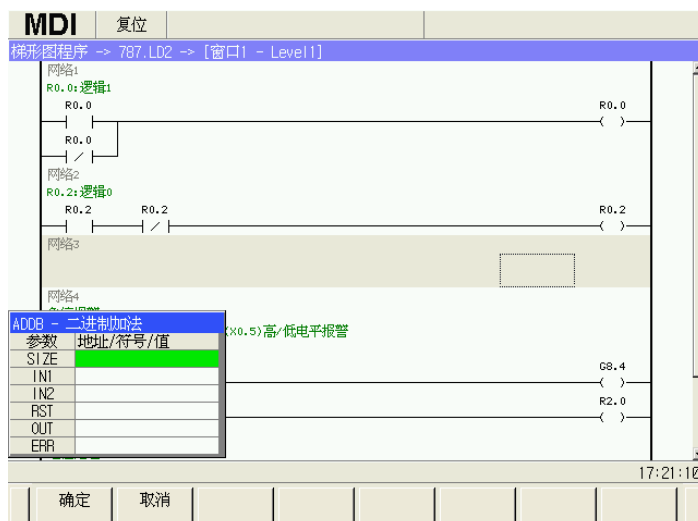 MDI 复位
梯形图程序 -> 787.LD2 -> [窗口1 - Level1]
网络1
R0.0:逻辑1
R0.0 R0.0
R0.0
网络2
R0.2:逻辑0
R0.2 R0.2 R0.2
网络3
网络4
ADDB - 二进制加法
(X0.5)高/低电平报警
参数 地址/符号/值
SIZE
G8.4
IN1
IN2
R2.0
RST
OUT
ERR
17:21:10
确定 取消